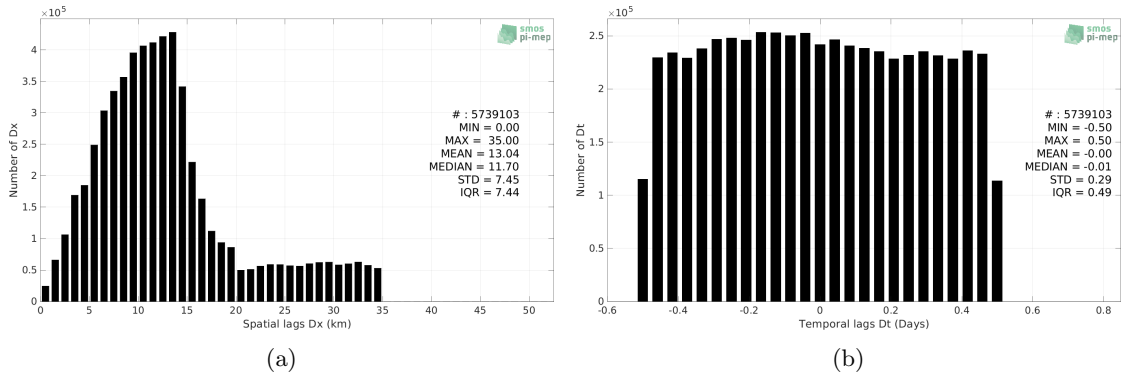 ×10⁵
4
3.5
3
2.5
2
1.5
1
0.5
0
Number of Dx
0 5 10 15 20 25 30 35 40 45 50
Spatial lags Dx (km)
smos
pi-mep
# : 5739103
MIN = 0.00
MAX = 35.00
MEAN = 13.04
MEDIAN = 11.70
STD = 7.45
IQR = 7.44
(a)
×10⁵
2.5
2
1.5
1
0.5
0
Number of Dt
-0.6 -0.4 -0.2 0 0.2 0.4 0.6 0.8
Temporal lags Dt (Days)
smos
pi-mep
# : 5739103
MIN = -0.50
MAX = 0.50
MEAN = -0.00
MEDIAN = -0.01
STD = 0.29
IQR = 0.49
(b)